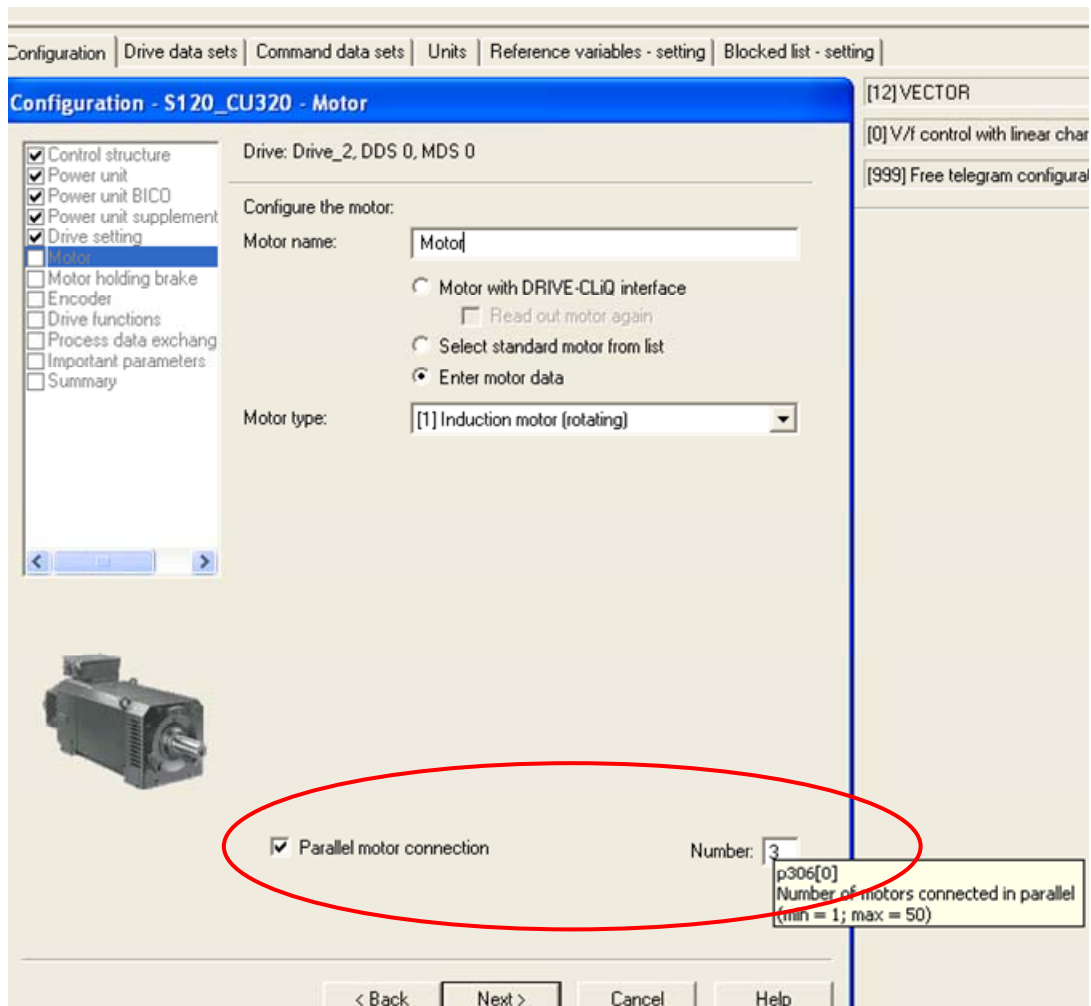 Configuration Drive data sets Command data sets Units Reference variables - setting Blocked list - setting
Configuration - S120_CU320 - Motor
[12] VECTOR
[0] V/f control with linear char
[999] Free telegram configurat
Control structure
Power unit
Power unit BICO
Power unit supplement
Drive setting
Motor
Motor holding brake
Encoder
Drive functions
Process data exchang
Important parameters
Summary
Drive: Drive_2, DDS 0, MDS 0
Configure the motor:
Motor name: Motor
Motor with DRIVE-CLiQ interface
Read out motor again
Select standard motor from list
Enter motor data
Motor type: [1] Induction motor (rotating)
Parallel motor connection Number: 3
p306[0]
Number of motors connected in parallel
(min = 1; max = 50)
< Back Next > Cancel Help